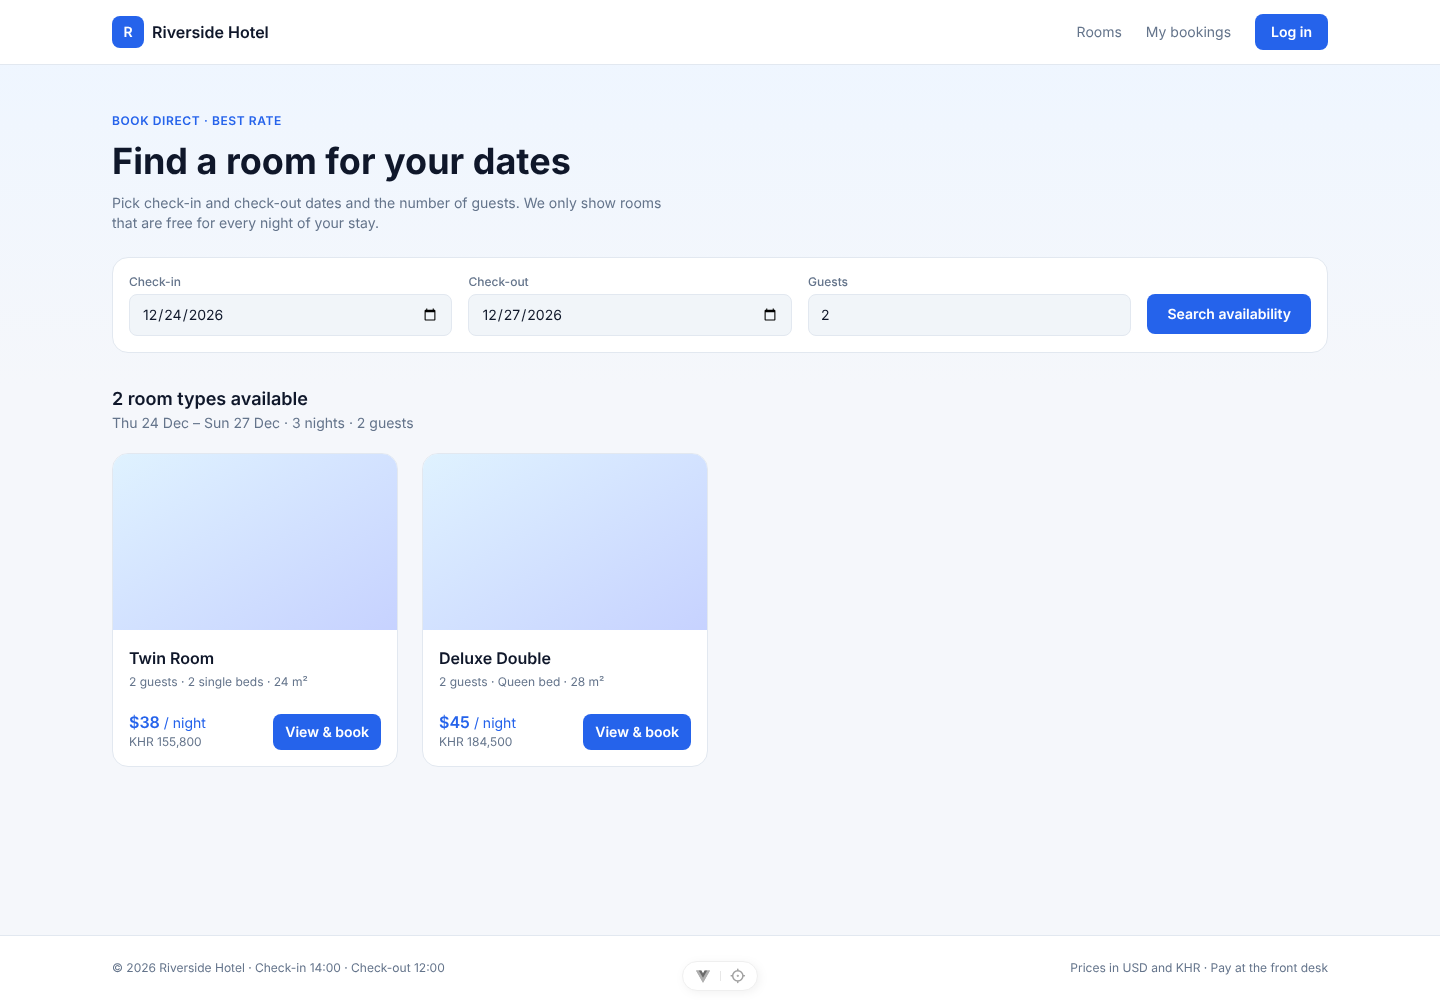 R Riverside Hotel
Rooms My bookings Log in
BOOK DIRECT · BEST RATE
Find a room for your dates
Pick check-in and check-out dates and the number of guests. We only show rooms
that are free for every night of your stay.
Check-in Check-out Guests
12/24/2026 12/27/2026 2 Search availability
2 room types available
Thu 24 Dec – Sun 27 Dec · 3 nights · 2 guests
Twin Room
2 guests · 2 single beds · 24 m²
$38 / night
KHR 155,800
View & book
Deluxe Double
2 guests · Queen bed · 28 m²
$45 / night
KHR 184,500
View & book
© 2026 Riverside Hotel · Check-in 14:00 · Check-out 12:00
Prices in USD and KHR · Pay at the front desk